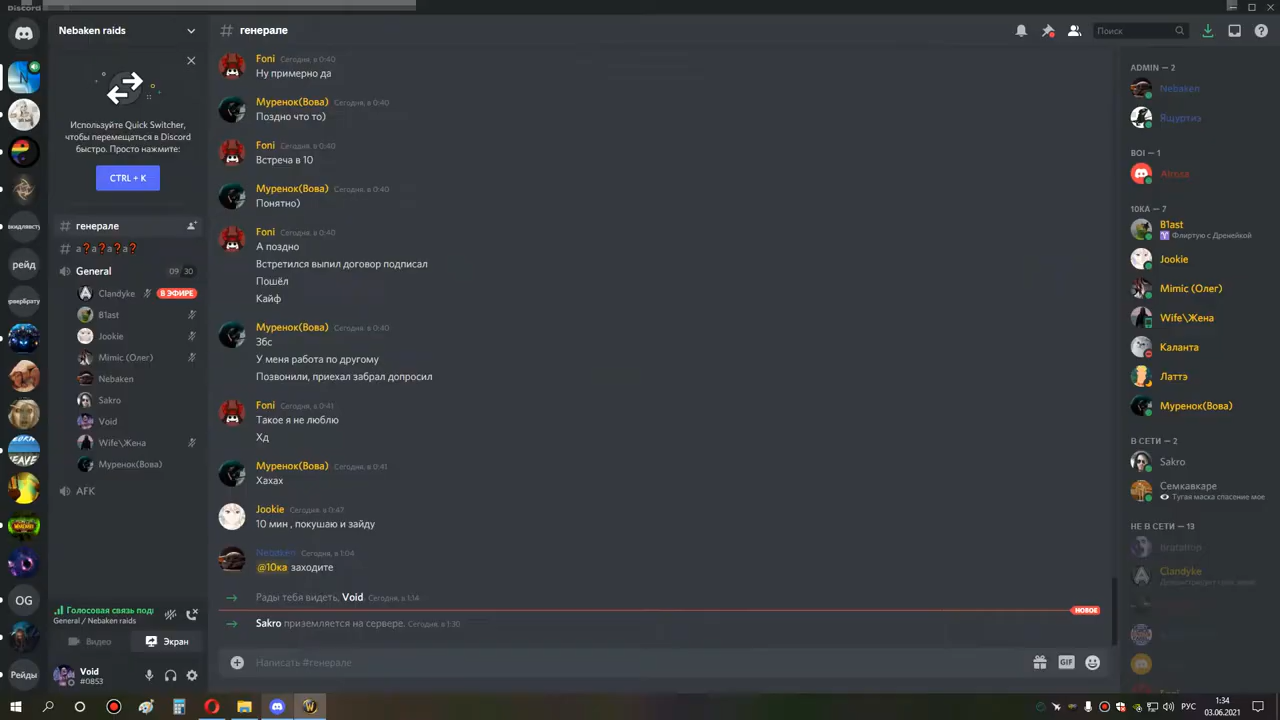 Discord
Nebaken raids
Используйте Quick Switcher,
чтобы перемещаться в Discord
быстро. Просто нажмите:
CTRL + K
генерале
a❓a❓a❓a❓
General
09 30
Clandyke
В ЭФИРЕ
B1ast
Jookie
Mimic (Олег)
Nebaken
Sakro
Void
Wife\Жена
Муренок(Вова)
AFK
рейд
OG
Рейды
Голосовая связь под
General / Nebaken raids
Видео
Экран
Void
#0853
# генерале
Foni Сегодня, в 0:40
Ну примерно да
Муренок(Вова) Сегодня, в 0:40
Поздно что то)
Foni Сегодня, в 0:40
Встреча в 10
Муренок(Вова) Сегодня, в 0:40
Понятно)
Foni Сегодня, в 0:40
А поздно
Встретился выпил договор подписал
Пошёл
Кайф
Муренок(Вова) Сегодня, в 0:40
Збс
У меня работа по другому
Позвонили, приехал забрал допросил
Foni Сегодня, в 0:41
Такое я не люблю
Хд
Муренок(Вова) Сегодня, в 0:41
Хахах
Jookie Сегодня, в 0:47
10 мин , покушаю и зайду
Nebaken Сегодня, в 1:04
@10ка заходите
Рады тебя видеть, Void Сегодня, в 1:14
НОВОЕ
Sakro приземляется на сервере. Сегодня, в 1:30
Написать #генерале
GIF
Поиск
ADMIN — 2
Nebaken
Яшуртиз
BOI — 1
10КА — 7
B1ast
Флиртую с Дренейкой
Jookie
Mimic (Олег)
Wife\Жена
Каланта
Латтэ
Муренок(Вова)
В СЕТИ — 2
Sakro
Семкавкаре
Тугая маска спасение мое
НЕ В СЕТИ — 13
Clandyke
РУС
1:34
03.06.2021